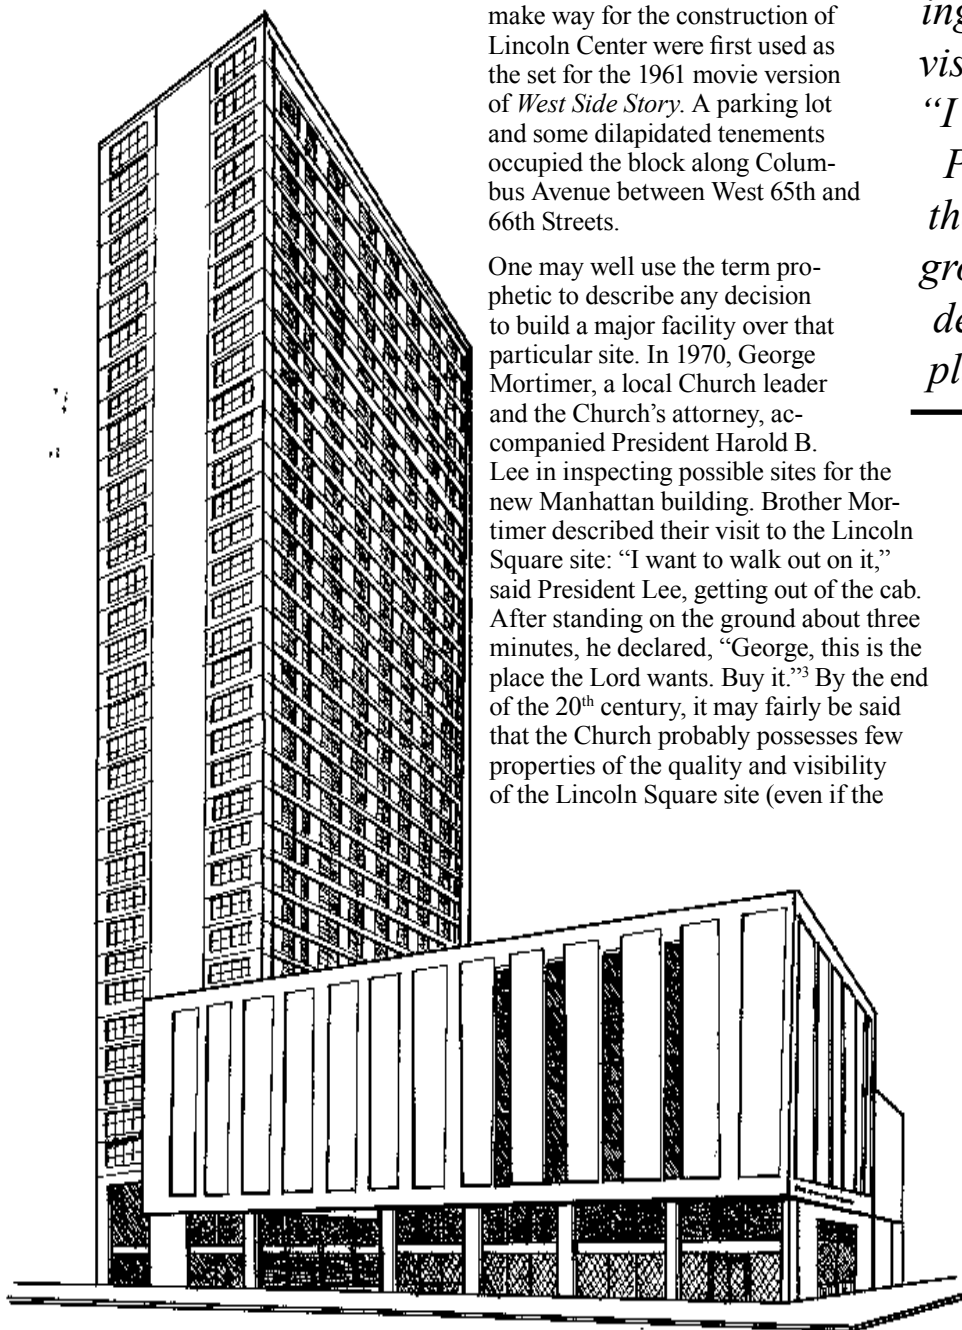 make way for the construction of
Lincoln Center were first used as
the set for the 1961 movie version
of West Side Story. A parking lot
and some dilapidated tenements
occupied the block along Colum-
bus Avenue between West 65th and
66th Streets.
One may well use the term pro-
phetic to describe any decision
to build a major facility over that
particular site. In 1970, George
Mortimer, a local Church leader
and the Church’s attorney, ac-
companied President Harold B.
Lee in inspecting possible sites for the
new Manhattan building. Brother Mor-
timer described their visit to the Lincoln
Square site: “I want to walk out on it,”
said President Lee, getting out of the cab.
After standing on the ground about three
minutes, he declared, “George, this is the
place the Lord wants. Buy it.”³ By the end
of the 20th century, it may fairly be said
that the Church probably possesses few
properties of the quality and visibility
of the Lincoln Square site (even if the
ing
vis
“I
P
th
gro
de
pl